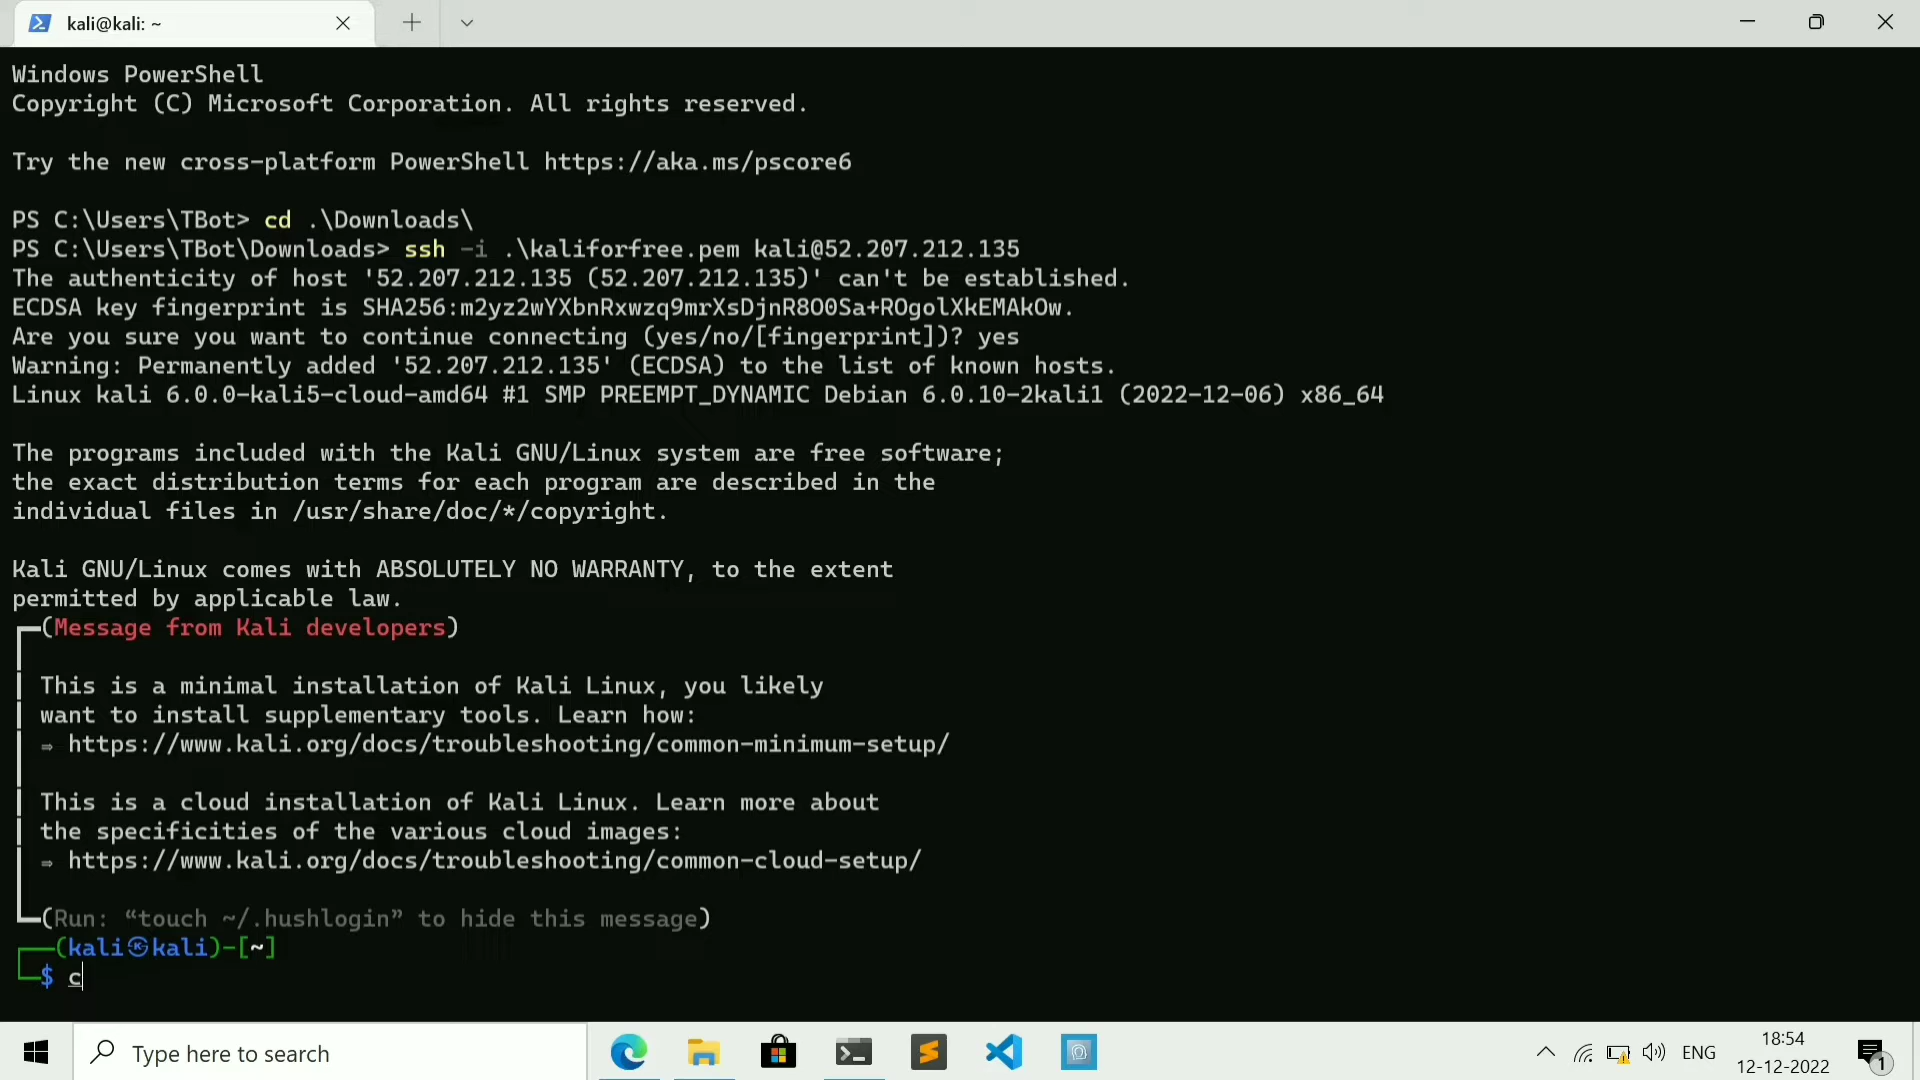 kali@kali: ~
Windows PowerShell
Copyright (C) Microsoft Corporation. All rights reserved.
Try the new cross-platform PowerShell https://aka.ms/pscore6
PS C:\Users\TBot> cd .\Downloads\
PS C:\Users\TBot\Downloads> ssh -i .\kaliforfree.pem kali@52.207.212.135
The authenticity of host '52.207.212.135 (52.207.212.135)' can't be established.
ECDSA key fingerprint is SHA256:m2yz2wYXbnRxwzq9mrXsDjnR8O0Sa+ROgolXkEMAkOw.
Are you sure you want to continue connecting (yes/no/[fingerprint])? yes
Warning: Permanently added '52.207.212.135' (ECDSA) to the list of known hosts.
Linux kali 6.0.0-kali5-cloud-amd64 #1 SMP PREEMPT_DYNAMIC Debian 6.0.10-2kali1 (2022-12-06) x86_64
The programs included with the Kali GNU/Linux system are free software;
the exact distribution terms for each program are described in the
individual files in /usr/share/doc/*/copyright.
Kali GNU/Linux comes with ABSOLUTELY NO WARRANTY, to the extent
permitted by applicable law.
(Message from Kali developers)
This is a minimal installation of Kali Linux, you likely
want to install supplementary tools. Learn how:
⇒ https://www.kali.org/docs/troubleshooting/common-minimum-setup/
This is a cloud installation of Kali Linux. Learn more about
the specificities of the various cloud images:
⇒ https://www.kali.org/docs/troubleshooting/common-cloud-setup/
(Run: “touch ~/.hushlogin” to hide this message)
(kali㉿kali)-[~]
$ c
Type here to search
ENG
18:54
12-12-2022
1